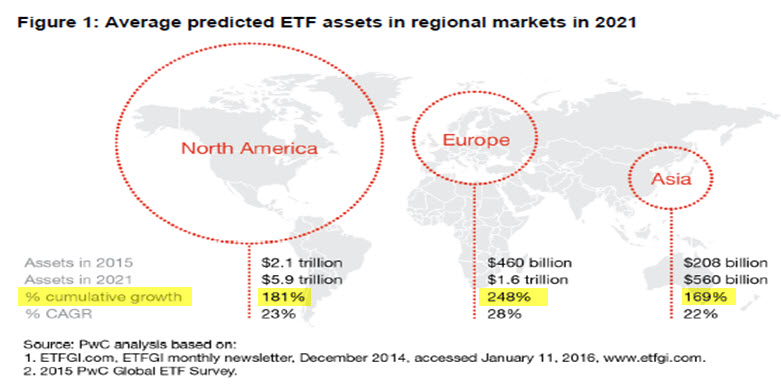 Figure 1: Average predicted ETF assets in regional markets in 2021
North America
Europe
Asia
Assets in 2015 $2.1 trillion $460 billion $208 billion
Assets in 2021 $5.9 trillion $1.6 trillion $560 billion
% cumulative growth 181% 248% 169%
% CAGR 23% 28% 22%
Source: PwC analysis based on:
1. ETFGI.com, ETFGI monthly newsletter, December 2014, accessed January 11, 2016, www.etfgi.com.
2. 2015 PwC Global ETF Survey.